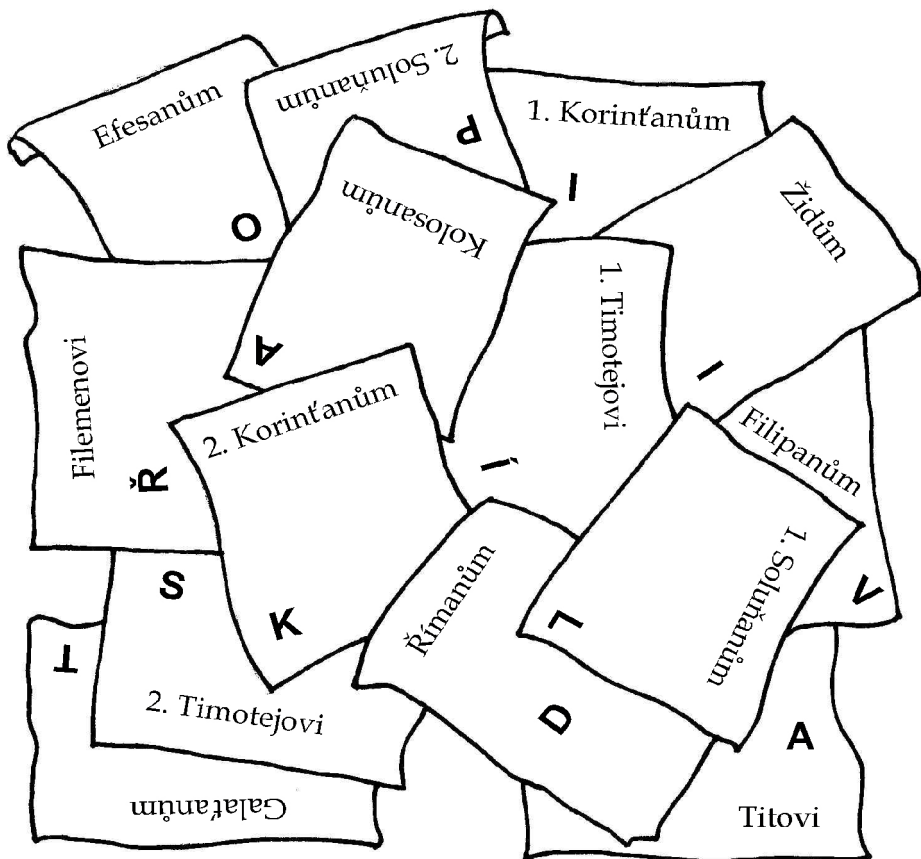 Efesanům
O
2. Soluňanům
P
1. Korinťanům
I
Židům
I
Kolosanům
A
1. Timotejovi
Í
Filemenovi
Ř
2. Korinťanům
K
Filipanům
V
1. Soluňanům
L
Římanům
D
S
2. Timotejovi
T
Galaťanům
A
Titovi